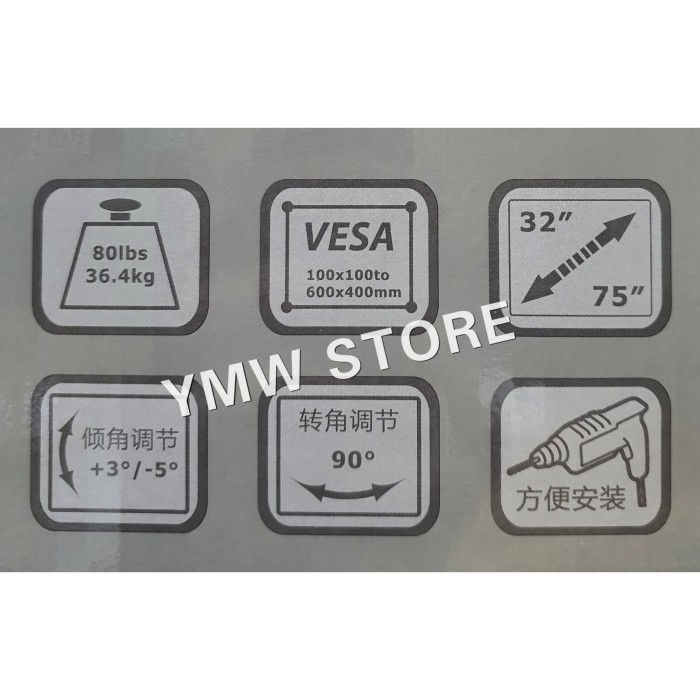 80lbs
36.4kg
VESA
100x100to
600x400mm
32”
75”
YMW STORE
倾角调节
+3°/-5°
转角调节
90°
方便安装